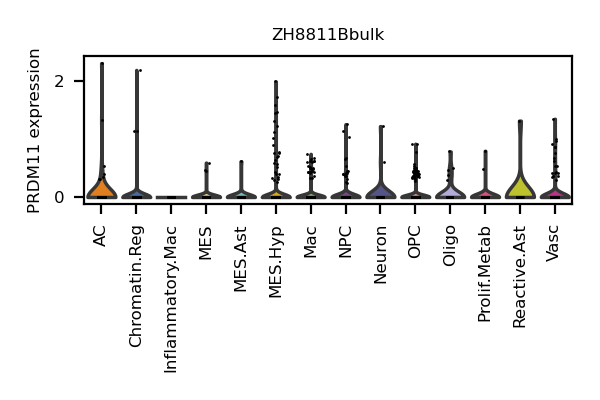 ZH8811Bbulk
PRDM11 expression
2
0
AC
Chromatin.Reg
Inflammatory.Mac
MES
MES.Ast
MES.Hyp
Mac
NPC
Neuron
OPC
Oligo
Prolif.Metab
Reactive.Ast
Vasc